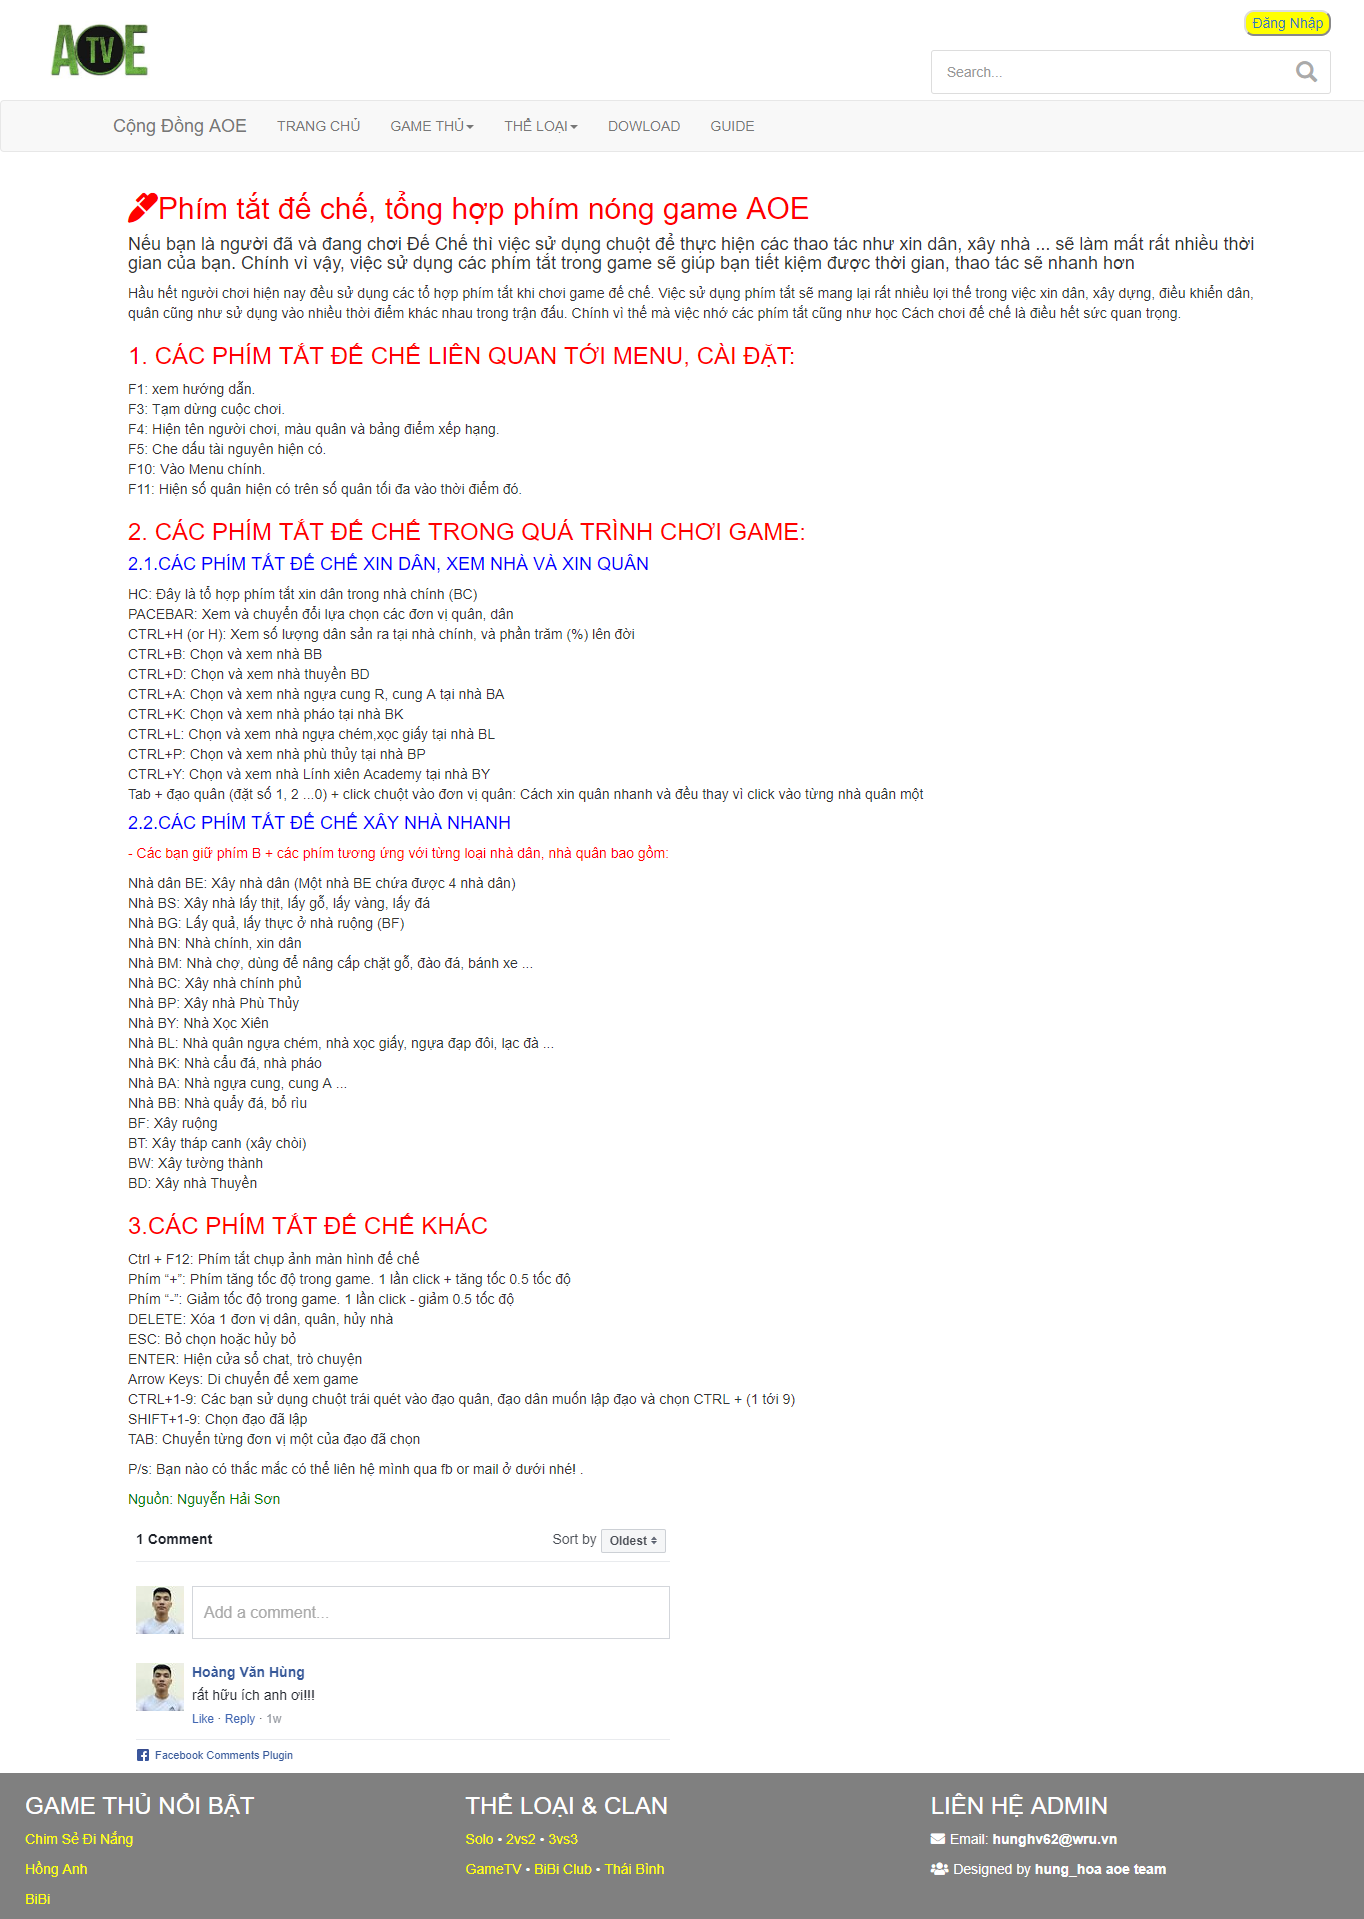 AOE
TV
Đăng Nhập
Search...
Cộng Đồng AOE TRANG CHỦ GAME THỦ THỂ LOẠI DOWLOAD GUIDE
Phím tắt đế chế, tổng hợp phím nóng game AOE
Nếu bạn là người đã và đang chơi Đế Chế thì việc sử dụng chuột để thực hiện các thao tác như xin dân, xây nhà ... sẽ làm mất rất nhiều thời
gian của bạn. Chính vì vậy, việc sử dụng các phím tắt trong game sẽ giúp bạn tiết kiệm được thời gian, thao tác sẽ nhanh hơn
Hầu hết người chơi hiện nay đều sử dụng các tổ hợp phím tắt khi chơi game đế chế. Việc sử dụng phím tắt sẽ mang lại rất nhiều lợi thế trong việc xin dân, xây dựng, điều khiển dân,
quân cũng như sử dụng vào nhiều thời điểm khác nhau trong trận đấu. Chính vì thế mà việc nhớ các phím tắt cũng như học Cách chơi đế chế là điều hết sức quan trọng.
1. CÁC PHÍM TẮT ĐẾ CHẾ LIÊN QUAN TỚI MENU, CÀI ĐẶT:
F1: xem hướng dẫn.
F3: Tạm dừng cuộc chơi.
F4: Hiện tên người chơi, màu quân và bảng điểm xếp hạng.
F5: Che dấu tài nguyên hiện có.
F10: Vào Menu chính.
F11: Hiện số quân hiện có trên số quân tối đa vào thời điểm đó.
2. CÁC PHÍM TẮT ĐẾ CHẾ TRONG QUÁ TRÌNH CHƠI GAME:
2.1.CÁC PHÍM TẮT ĐẾ CHẾ XIN DÂN, XEM NHÀ VÀ XIN QUÂN
HC: Đây là tổ hợp phím tắt xin dân trong nhà chính (BC)
PACEBAR: Xem và chuyển đổi lựa chọn các đơn vị quân, dân
CTRL+H (or H): Xem số lượng dân sản ra tại nhà chính, và phần trăm (%) lên đời
CTRL+B: Chọn và xem nhà BB
CTRL+D: Chọn và xem nhà thuyền BD
CTRL+A: Chọn và xem nhà ngựa cung R, cung A tại nhà BA
CTRL+K: Chọn và xem nhà pháo tại nhà BK
CTRL+L: Chọn và xem nhà ngựa chém,xọc giấy tại nhà BL
CTRL+P: Chọn và xem nhà phù thủy tại nhà BP
CTRL+Y: Chọn và xem nhà Lính xiên Academy tại nhà BY
Tab + đạo quân (đặt số 1, 2 ...0) + click chuột vào đơn vị quân: Cách xin quân nhanh và đều thay vì click vào từng nhà quân một
2.2.CÁC PHÍM TẮT ĐẾ CHẾ XÂY NHÀ NHANH
- Các bạn giữ phím B + các phím tương ứng với từng loại nhà dân, nhà quân bao gồm:
Nhà dân BE: Xây nhà dân (Một nhà BE chứa được 4 nhà dân)
Nhà BS: Xây nhà lấy thịt, lấy gỗ, lấy vàng, lấy đá
Nhà BG: Lấy quả, lấy thực ở nhà ruộng (BF)
Nhà BN: Nhà chính, xin dân
Nhà BM: Nhà chợ, dùng để nâng cấp chặt gỗ, đào đá, bánh xe ...
Nhà BC: Xây nhà chính phủ
Nhà BP: Xây nhà Phù Thủy
Nhà BY: Nhà Xọc Xiên
Nhà BL: Nhà quân ngựa chém, nhà xọc giấy, ngựa đạp đôi, lạc đà ...
Nhà BK: Nhà cẩu đá, nhà pháo
Nhà BA: Nhà ngựa cung, cung A ...
Nhà BB: Nhà quẩy đá, bổ rìu
BF: Xây ruộng
BT: Xây tháp canh (xây chòi)
BW: Xây tường thành
BD: Xây nhà Thuyền
3.CÁC PHÍM TẮT ĐẾ CHẾ KHÁC
Ctrl + F12: Phím tắt chụp ảnh màn hình đế chế
Phím “+”: Phím tăng tốc độ trong game. 1 lần click + tăng tốc 0.5 tốc độ
Phím “-”: Giảm tốc độ trong game. 1 lần click - giảm 0.5 tốc độ
DELETE: Xóa 1 đơn vị dân, quân, hủy nhà
ESC: Bỏ chọn hoặc hủy bỏ
ENTER: Hiện cửa sổ chat, trò chuyện
Arrow Keys: Di chuyển để xem game
CTRL+1-9: Các bạn sử dụng chuột trái quét vào đạo quân, đạo dân muốn lập đạo và chọn CTRL + (1 tới 9)
SHIFT+1-9: Chọn đạo đã lập
TAB: Chuyển từng đơn vị một của đạo đã chọn
P/s: Bạn nào có thắc mắc có thể liên hệ mình qua fb or mail ở dưới nhé! .
Nguồn: Nguyễn Hải Sơn
1 Comment Sort by Oldest
Add a comment...
Hoàng Văn Hùng
rất hữu ích anh ơi!!!
Like · Reply · 1w
Facebook Comments Plugin
GAME THỦ NỔI BẬT THỂ LOẠI & CLAN LIÊN HỆ ADMIN
Chim Sẻ Đi Nắng Solo • 2vs2 • 3vs3 Email: hunghv62@wru.vn
Hồng Anh GameTV • BiBi Club • Thái Bình Designed by hung_hoa aoe team
BiBi